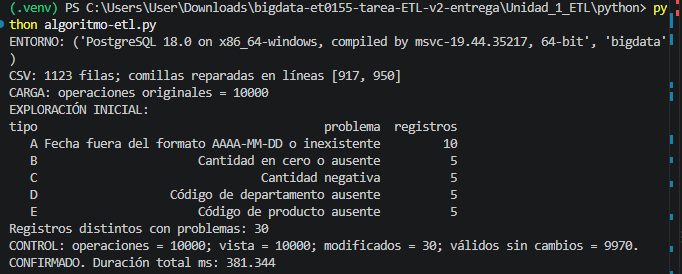 (.venv) PS C:\Users\User\Downloads\bigdata-et0155-tarea-ETL-v2-entrega\Unidad_1_ETL\python> py
thon algoritmo-etl.py
ENTORNO: ('PostgreSQL 18.0 on x86_64-windows, compiled by msvc-19.44.35217, 64-bit', 'bigdata'
)
CSV: 1123 filas; comillas reparadas en líneas [917, 950]
CARGA: operaciones originales = 10000
EXPLORACIÓN INICIAL:
tipo problema registros
A Fecha fuera del formato AAAA-MM-DD o inexistente 10
B Cantidad en cero o ausente 5
C Cantidad negativa 5
D Código de departamento ausente 5
E Código de producto ausente 5
Registros distintos con problemas: 30
CONTROL: operaciones = 10000; vista = 10000; modificados = 30; válidos sin cambios = 9970.
CONFIRMADO. Duración total ms: 381.344